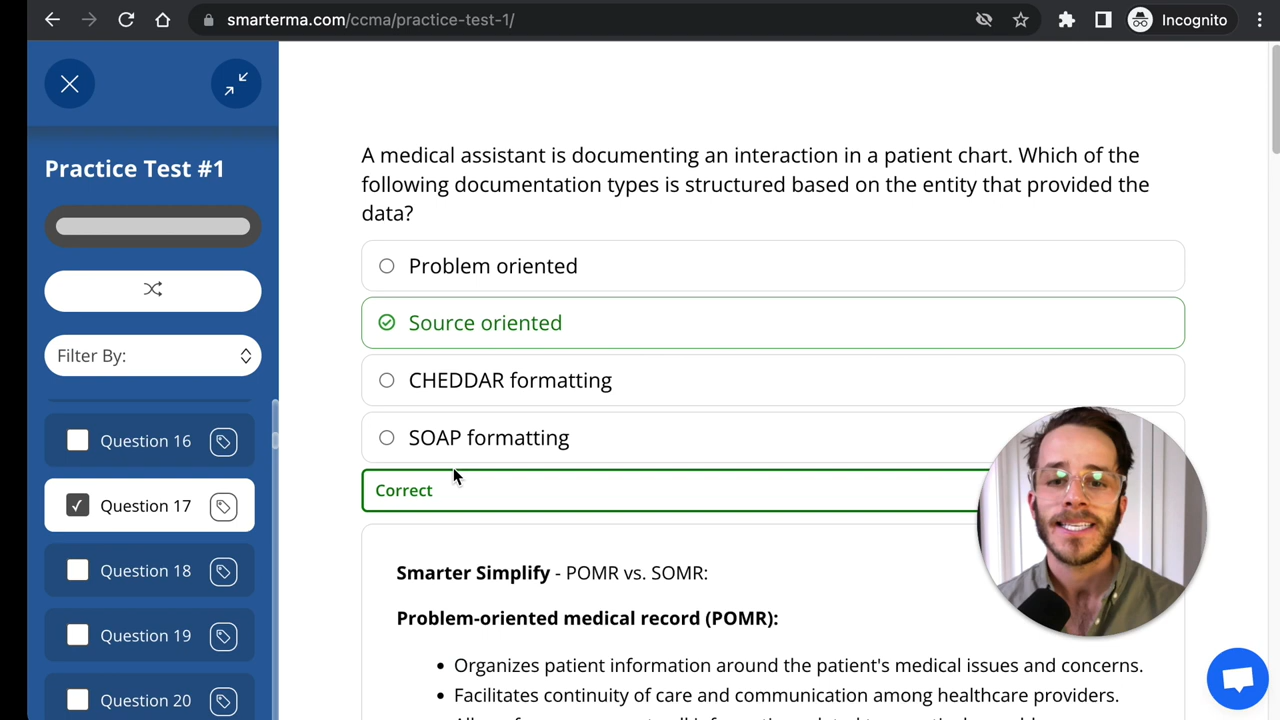 smarterma.com/ccma/practice-test-1/
Incognito
Practice Test #1
Filter By:
Question 16
Question 17
Question 18
Question 19
Question 20
A medical assistant is documenting an interaction in a patient chart. Which of the
following documentation types is structured based on the entity that provided the
data?
Problem oriented
Source oriented
CHEDDAR formatting
SOAP formatting
Correct
Smarter Simplify - POMR vs. SOMR:
Problem-oriented medical record (POMR):
• Organizes patient information around the patient's medical issues and concerns.
• Facilitates continuity of care and communication among healthcare providers.